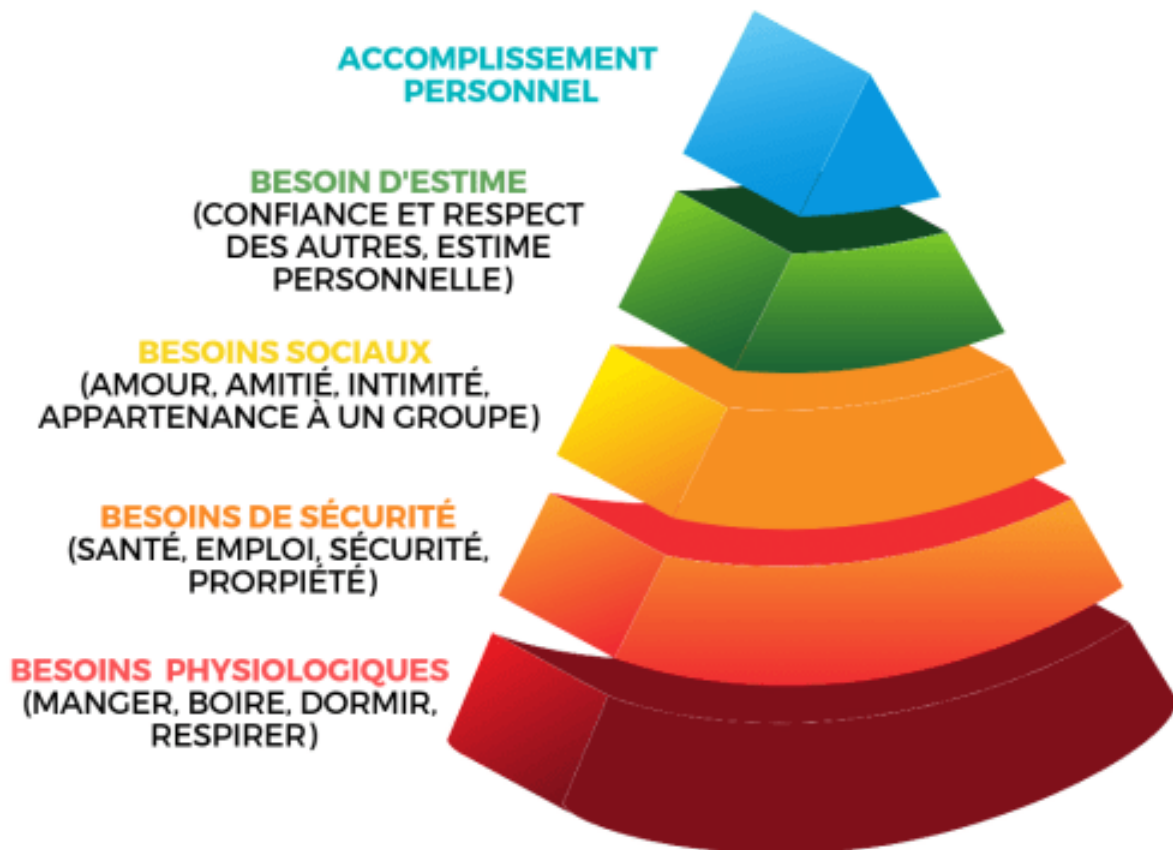 ACCOMPLISSEMENT
PERSONNEL
BESOIN D'ESTIME
(CONFIANCE ET RESPECT
DES AUTRES, ESTIME
PERSONNELLE)
BESOINS SOCIAUX
(AMOUR, AMITIÉ, INTIMITÉ,
APPARTENANCE À UN GROUPE)
BESOINS DE SÉCURITÉ
(SANTÉ, EMPLOI, SÉCURITÉ,
PRORPIÉTÉ)
BESOINS PHYSIOLOGIQUES
(MANGER, BOIRE, DORMIR,
RESPIRER)